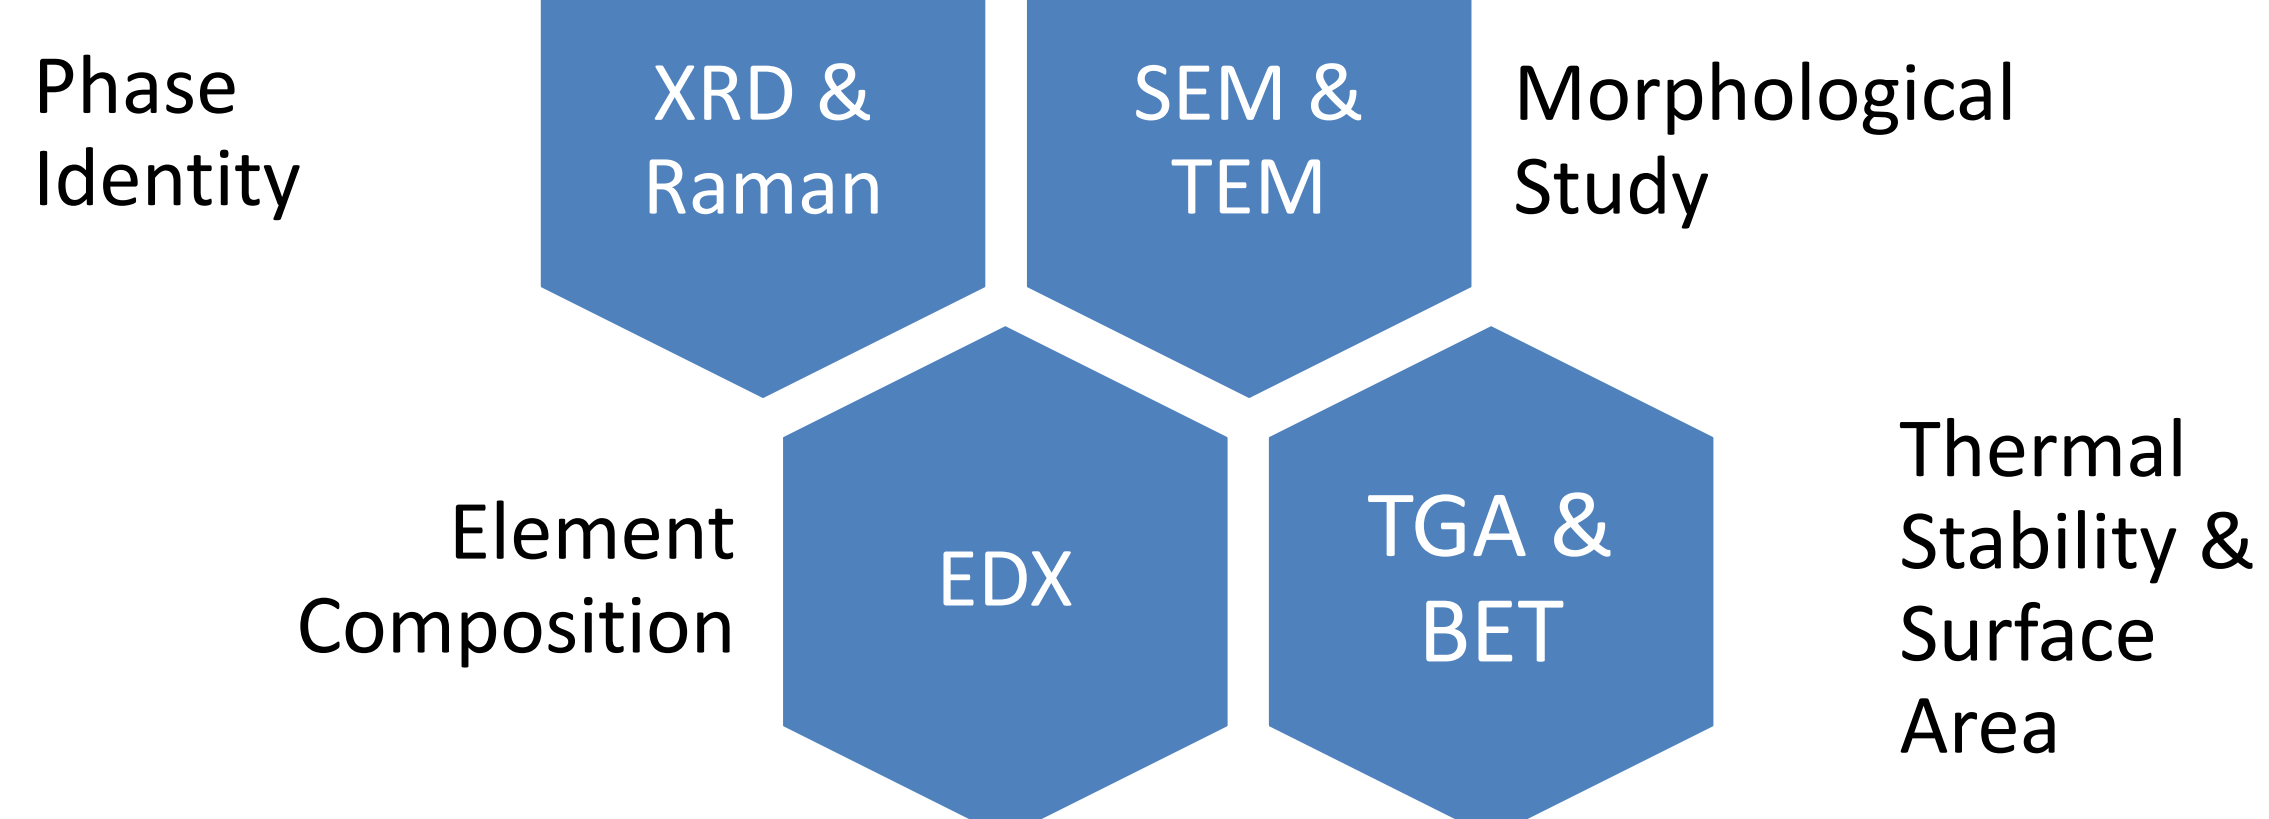 Phase
Identity
XRD &
Raman
SEM &
TEM
Morphological
Study
Element
Composition
EDX
TGA &
BET
Thermal
Stability &
Surface
Area